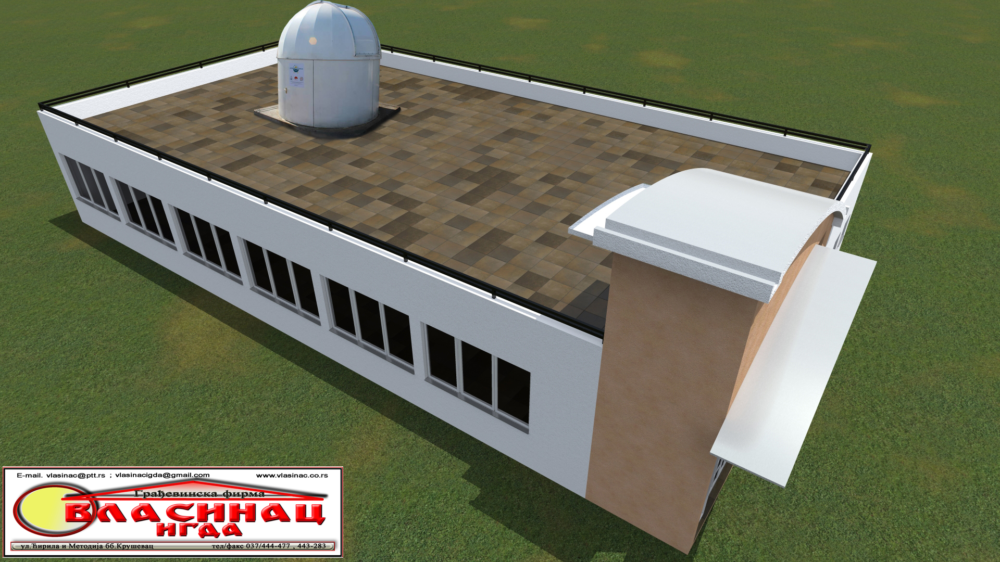 E-mail. vlasinac@ptt.rs ; vlasinacigda@gmail.com www.vlasinac.co.rs
Грађевинска фирма
ВЛАСИНАЦ
ИГДА
ул.Ћирила и Методија бб.Крушевац тел/факс 037/444-477 , 443-283